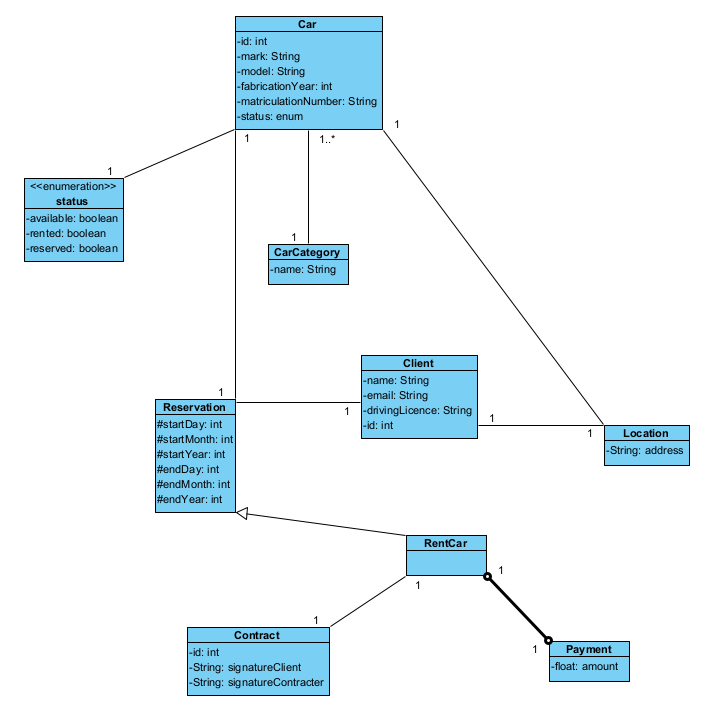 Car
-id: int
-mark: String
-model: String
-fabricationYear: int
-matriculationNumber: String
-status: enum
1
1
1..*
1
<<enumeration>>
status
-available: boolean
-rented: boolean
-reserved: boolean
1
CarCategory
-name: String
Client
-name: String
-email: String
-drivingLicence: String
-id: int
1
1
Reservation
#startDay: int
#startMonth: int
#startYear: int
#endDay: int
#endMonth: int
#endYear: int
1
1
Location
-String: address
RentCar
1
1
1
Contract
-id: int
-String: signatureClient
-String: signatureContracter
1
Payment
-float: amount